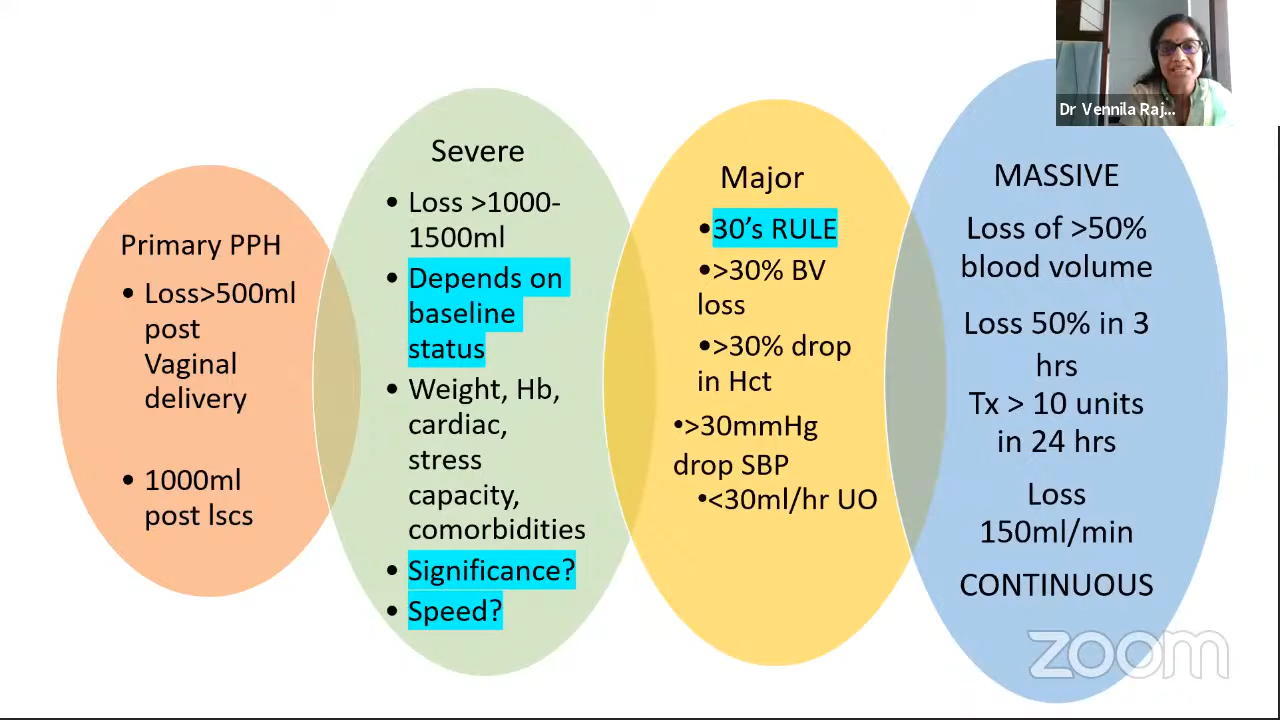 Primary PPH
• Loss>500ml
post
Vaginal
delivery
• 1000ml
post lscs
Severe
• Loss >1000-
1500ml
• Depends on
baseline
status
• Weight, Hb,
cardiac,
stress
capacity,
comorbidities
• Significance?
• Speed?
Major
•30’s RULE
•>30% BV
loss
•>30% drop
in Hct
•>30mmHg
drop SBP
•<30ml/hr UO
MASSIVE
Loss of >50%
blood volume
Loss 50% in 3
hrs
Tx > 10 units
in 24 hrs
Loss
150ml/min
CONTINUOUS
Dr Vennila Raj...
zoom